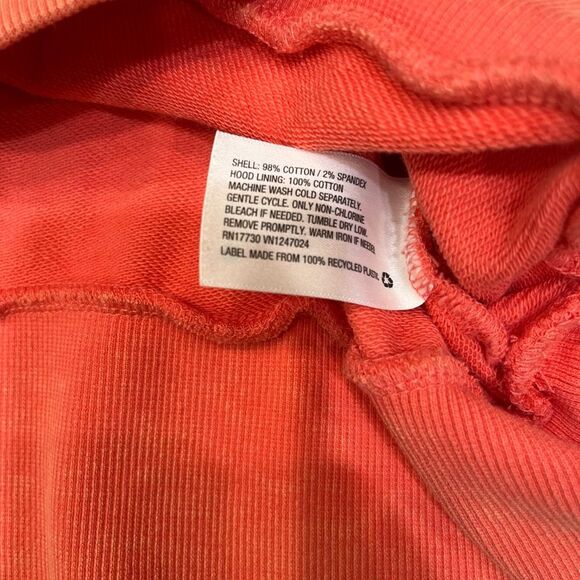 SHELL: 98% COTTON / 2% SPANDEX
HOOD LINING: 100% COTTON
MACHINE WASH COLD SEPARATELY.
GENTLE CYCLE. ONLY NON-CHLORINE
BLEACH IF NEEDED. TUMBLE DRY LOW.
REMOVE PROMPTLY. WARM IRON IF NEEDED.
RN17730 VN1247024
LABEL MADE FROM 100% RECYCLED PLASTIC